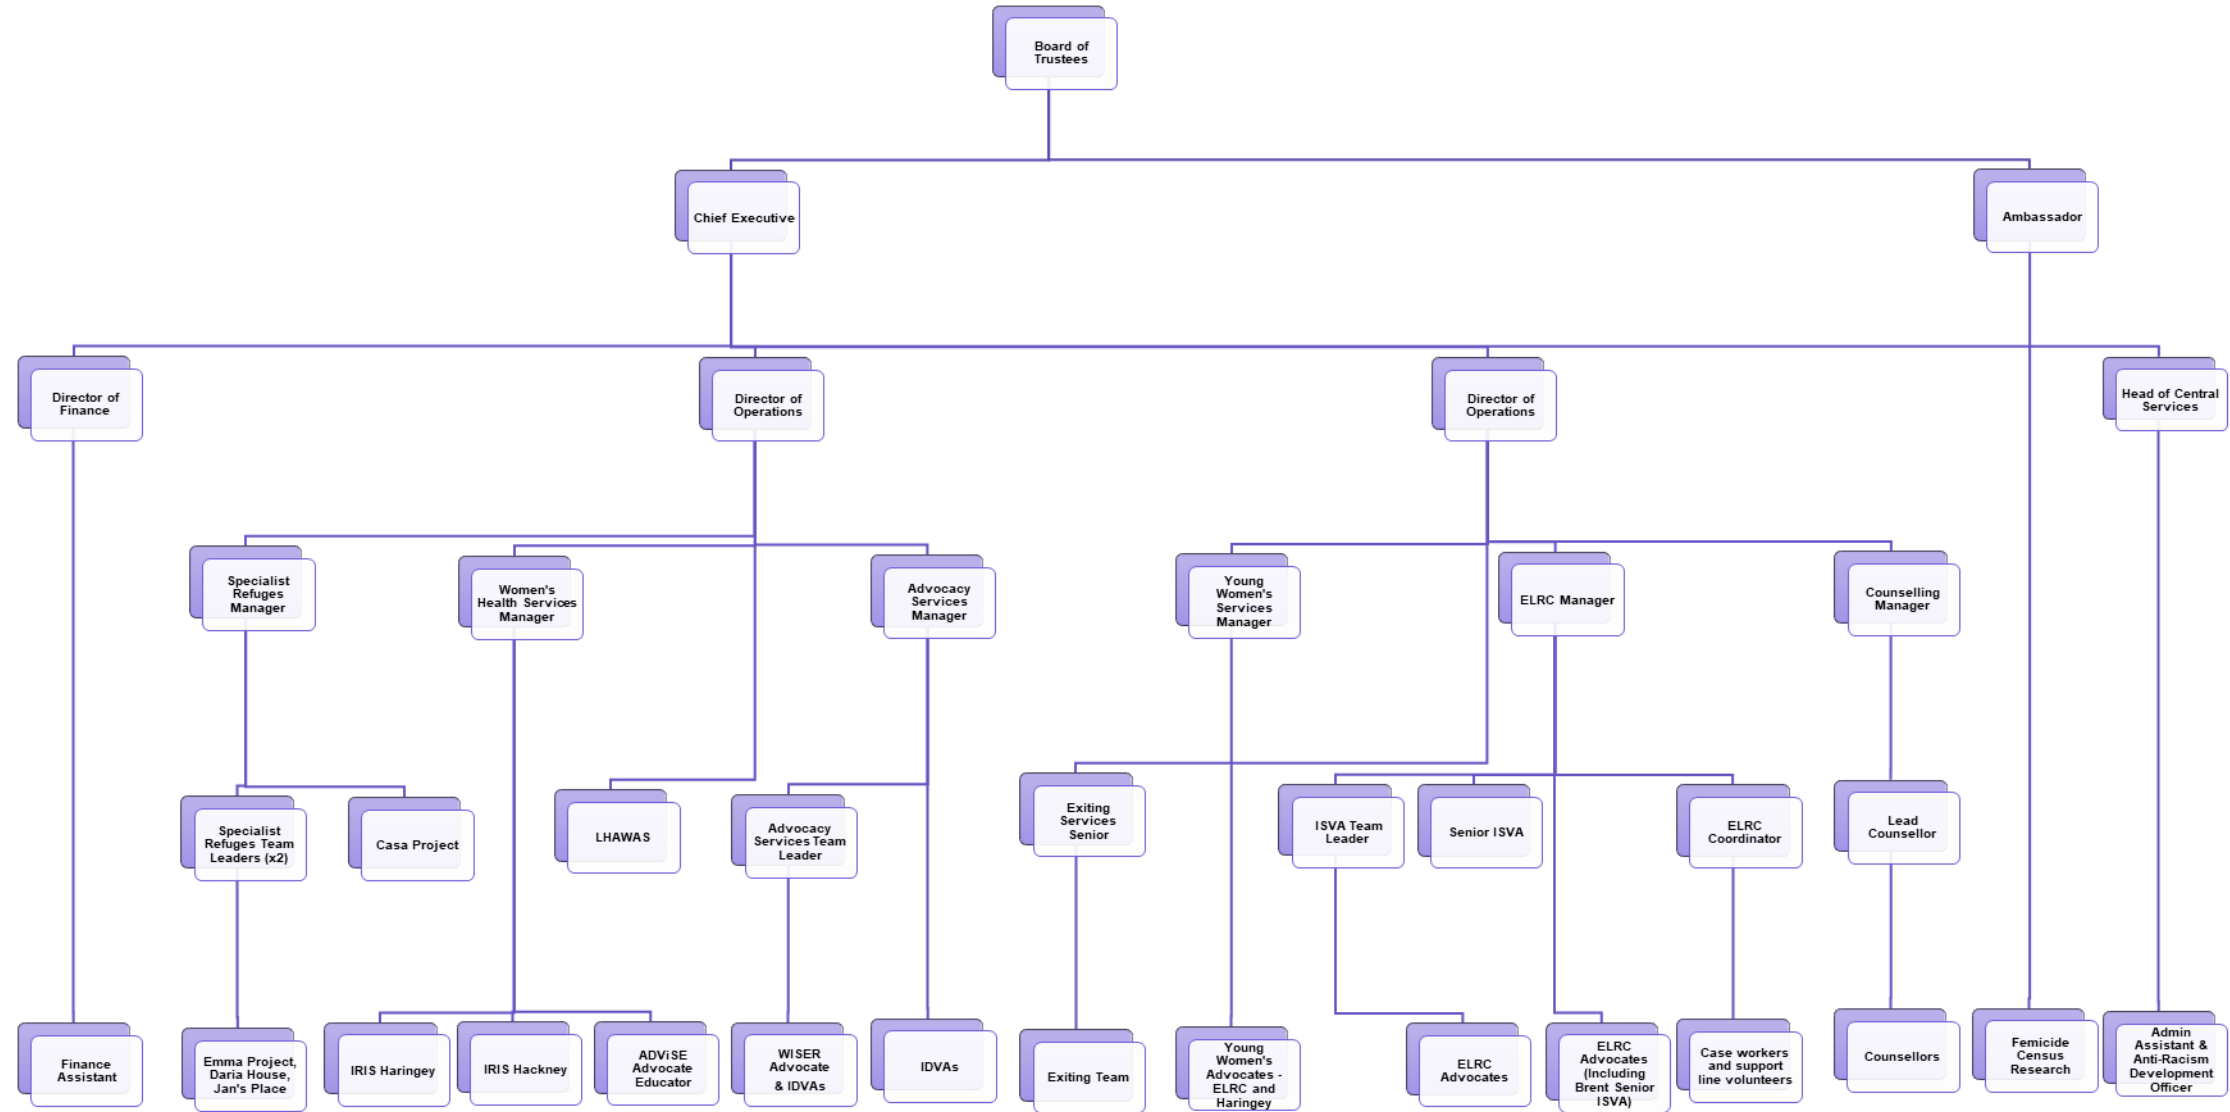 Board of
Trustees
Chief Executive
Ambassador
Director of
Finance
Director of
Operations
Director of
Operations
Head of Central
Services
Specialist
Refuges
Manager
Women's
Health Services
Manager
Advocacy
Services
Manager
Young
Women's
Services
Manager
ELRC Manager
Counselling
Manager
Specialist
Refuges Team
Leaders (x2)
Casa Project
LHAWAS
Advocacy
Services Team
Leader
Exiting
Services
Senior
ISVA Team
Leader
Senior ISVA
ELRC
Coordinator
Lead
Counsellor
Finance
Assistant
Emma Project,
Daria House,
Jan's Place
IRIS Haringey
IRIS Hackney
ADViSE
Advocate
Educator
WISER
Advocate
& IDVAs
IDVAs
Exiting Team
Young
Women's
Advocates -
ELRC and
Haringey
ELRC
Advocates
ELRC
Advocates
(Including
Brent Senior
ISVA)
Case workers
and support
line volunteers
Counsellors
Femicide
Census
Research
Admin
Assistant &
Anti-Racism
Development
Officer